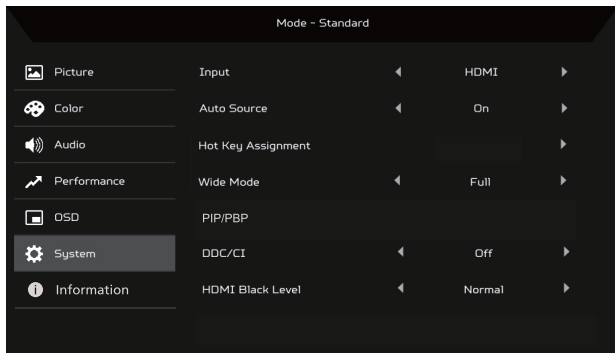 Mode - Standard
Picture
Input HDMI
Color
Auto Source On
Audio
Hot Key Assignment
Performance
Wide Mode Full
OSD
PIP/PBP
System
DDC/CI Off
Information
HDMI Black Level Normal